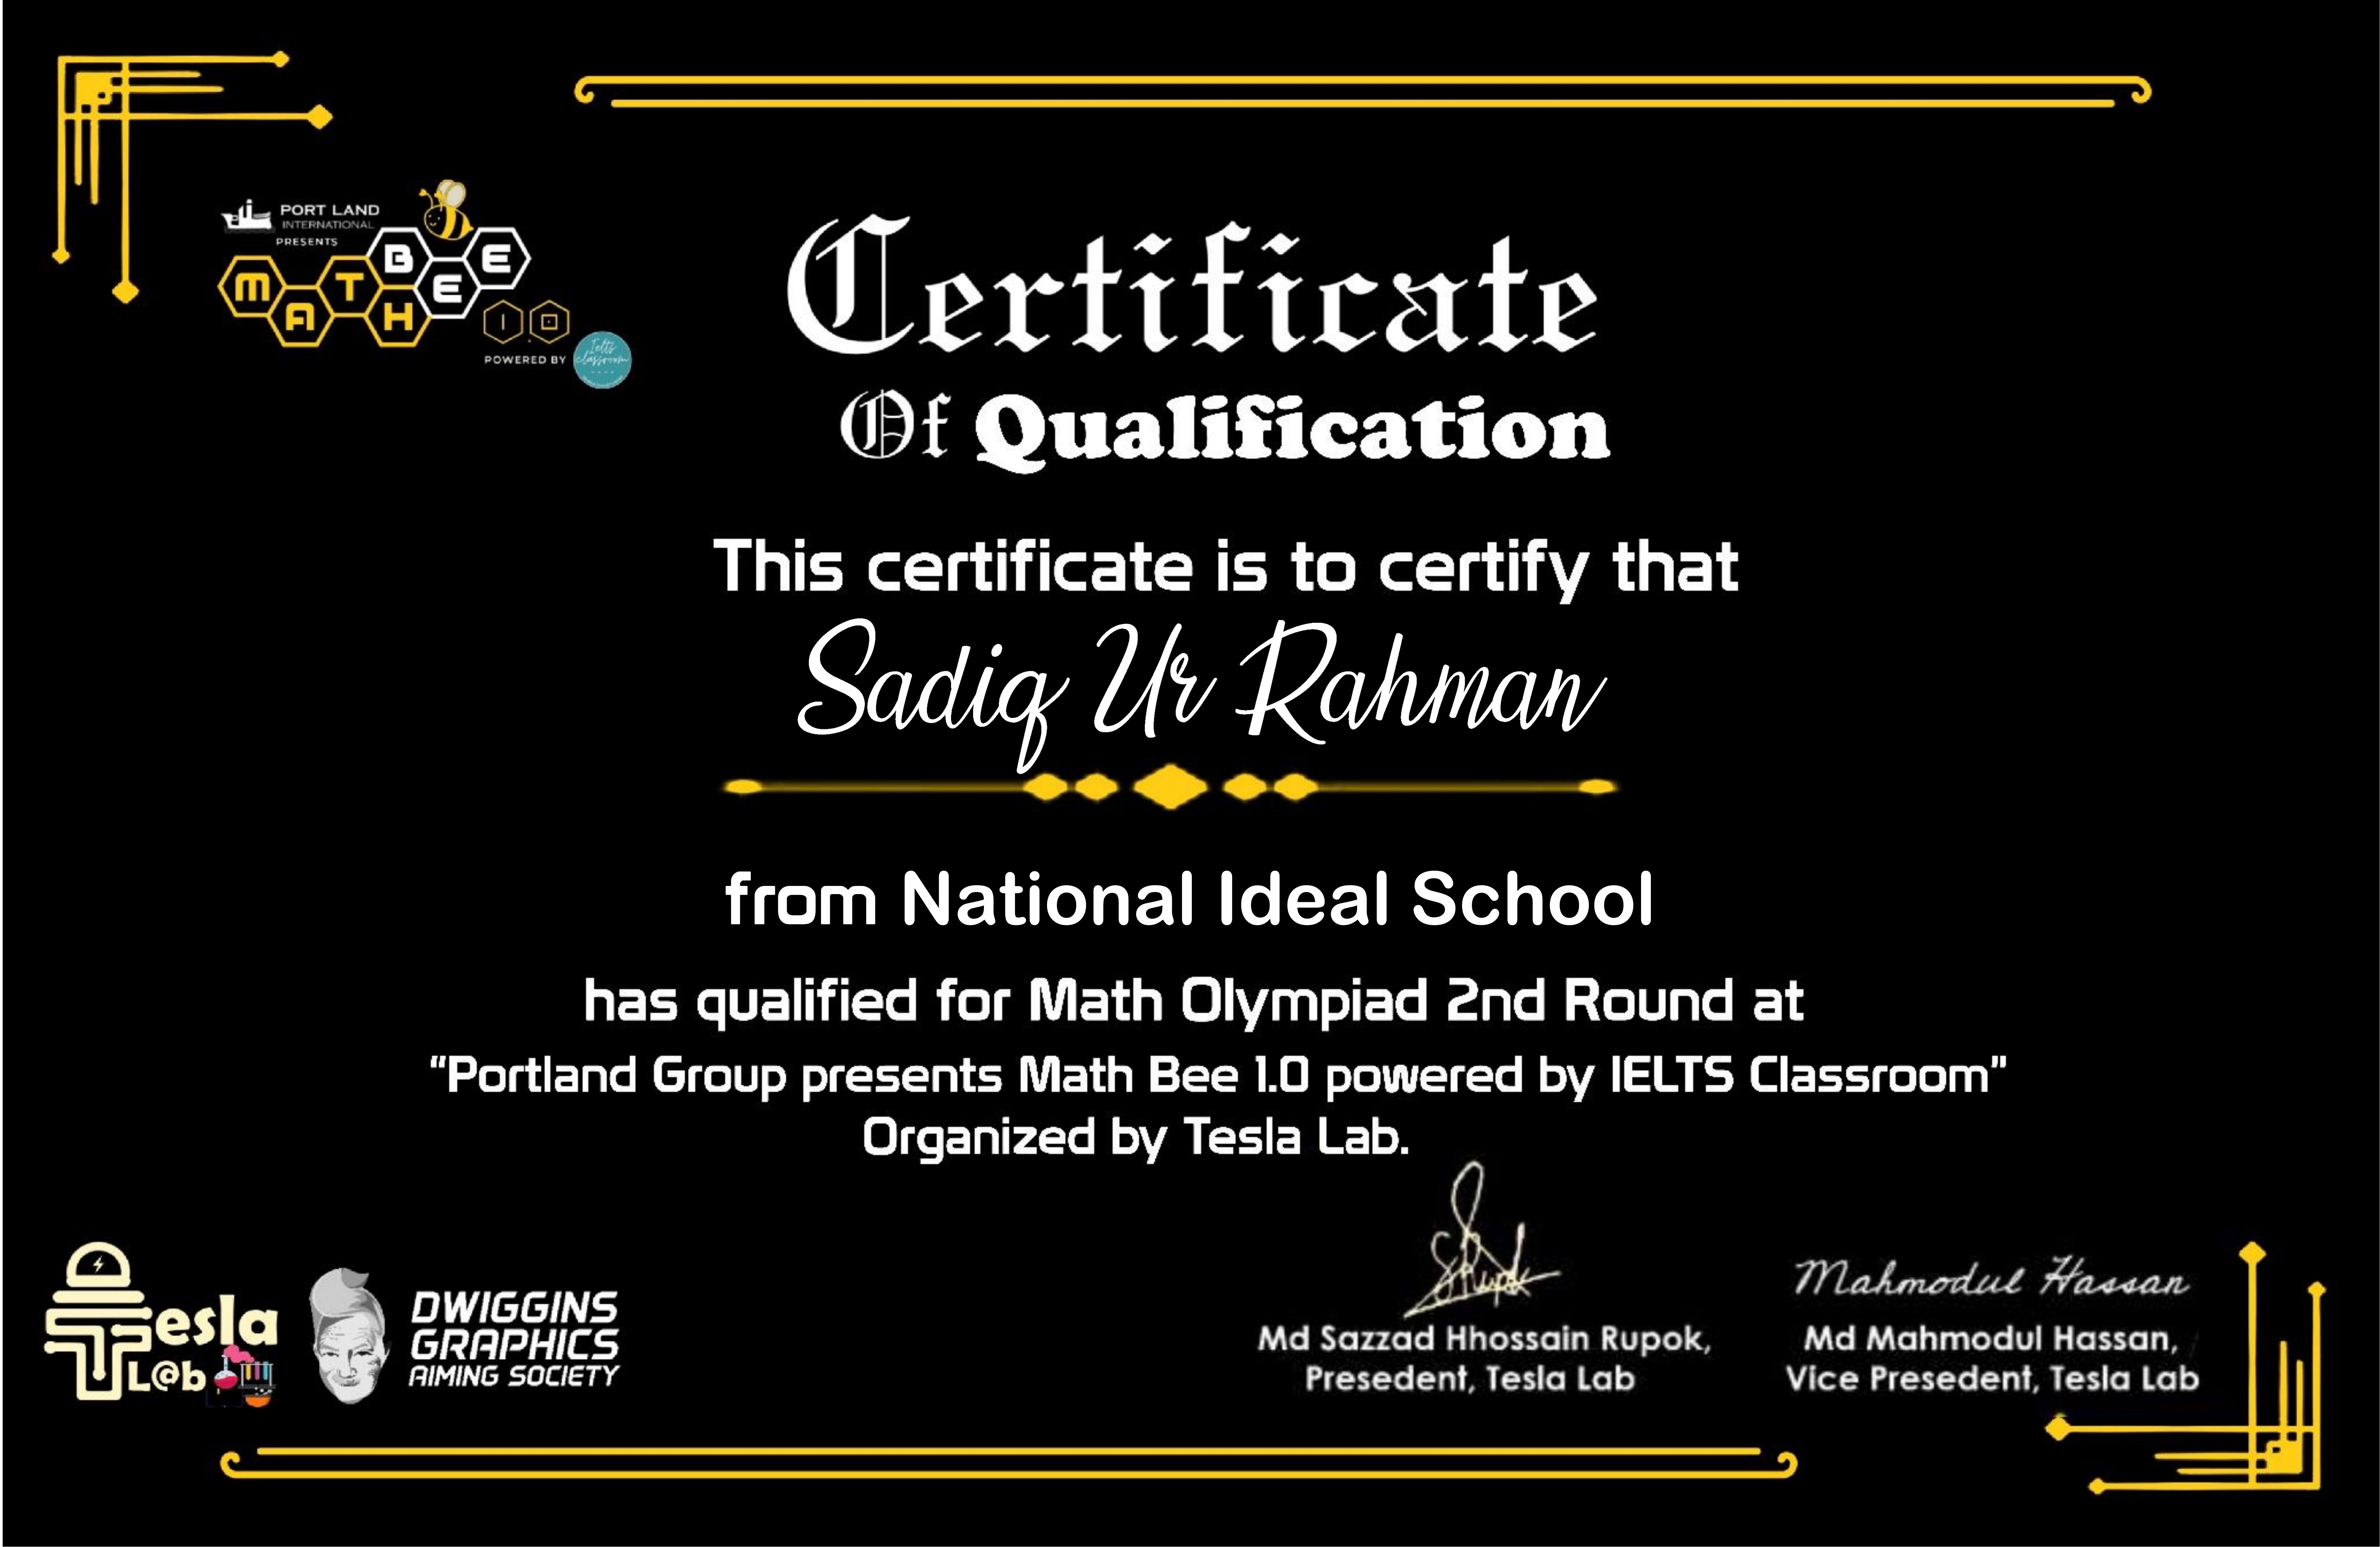 PORT LAND
INTERNATIONAL
PRESENTS
MATH BEE
1.0
POWERED BY
Ielts
classroom
Certificate
Of Qualification
This certificate is to certify that
Sadiq Ur Rahman
from National Ideal School
has qualified for Math Olympiad 2nd Round at
“Portland Group presents Math Bee 1.0 powered by IELTS Classroom”
Organized by Tesla Lab.
Tesla
L@b
DWIGGINS
GRAPHICS
AIMING SOCIETY
Md Sazzad Hhossain Rupok,
Presedent, Tesla Lab
Mahmodul Hassan
Md Mahmodul Hassan,
Vice Presedent, Tesla Lab